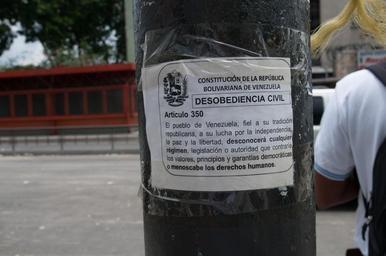 CONSTITUCIÓN DE LA REPÚBLICA
BOLIVARIANA DE VENEZUELA
DESOBEDIENCIA CIVIL
Artículo 350
El pueblo de Venezuela, fiel a su tradición
republicana, a su lucha por la independencia,
la paz y la libertad, desconocerá cualquier
régimen, legislación o autoridad que contraríe
los valores, principios y garantías democráticas
o menoscabe los derechos humanos.